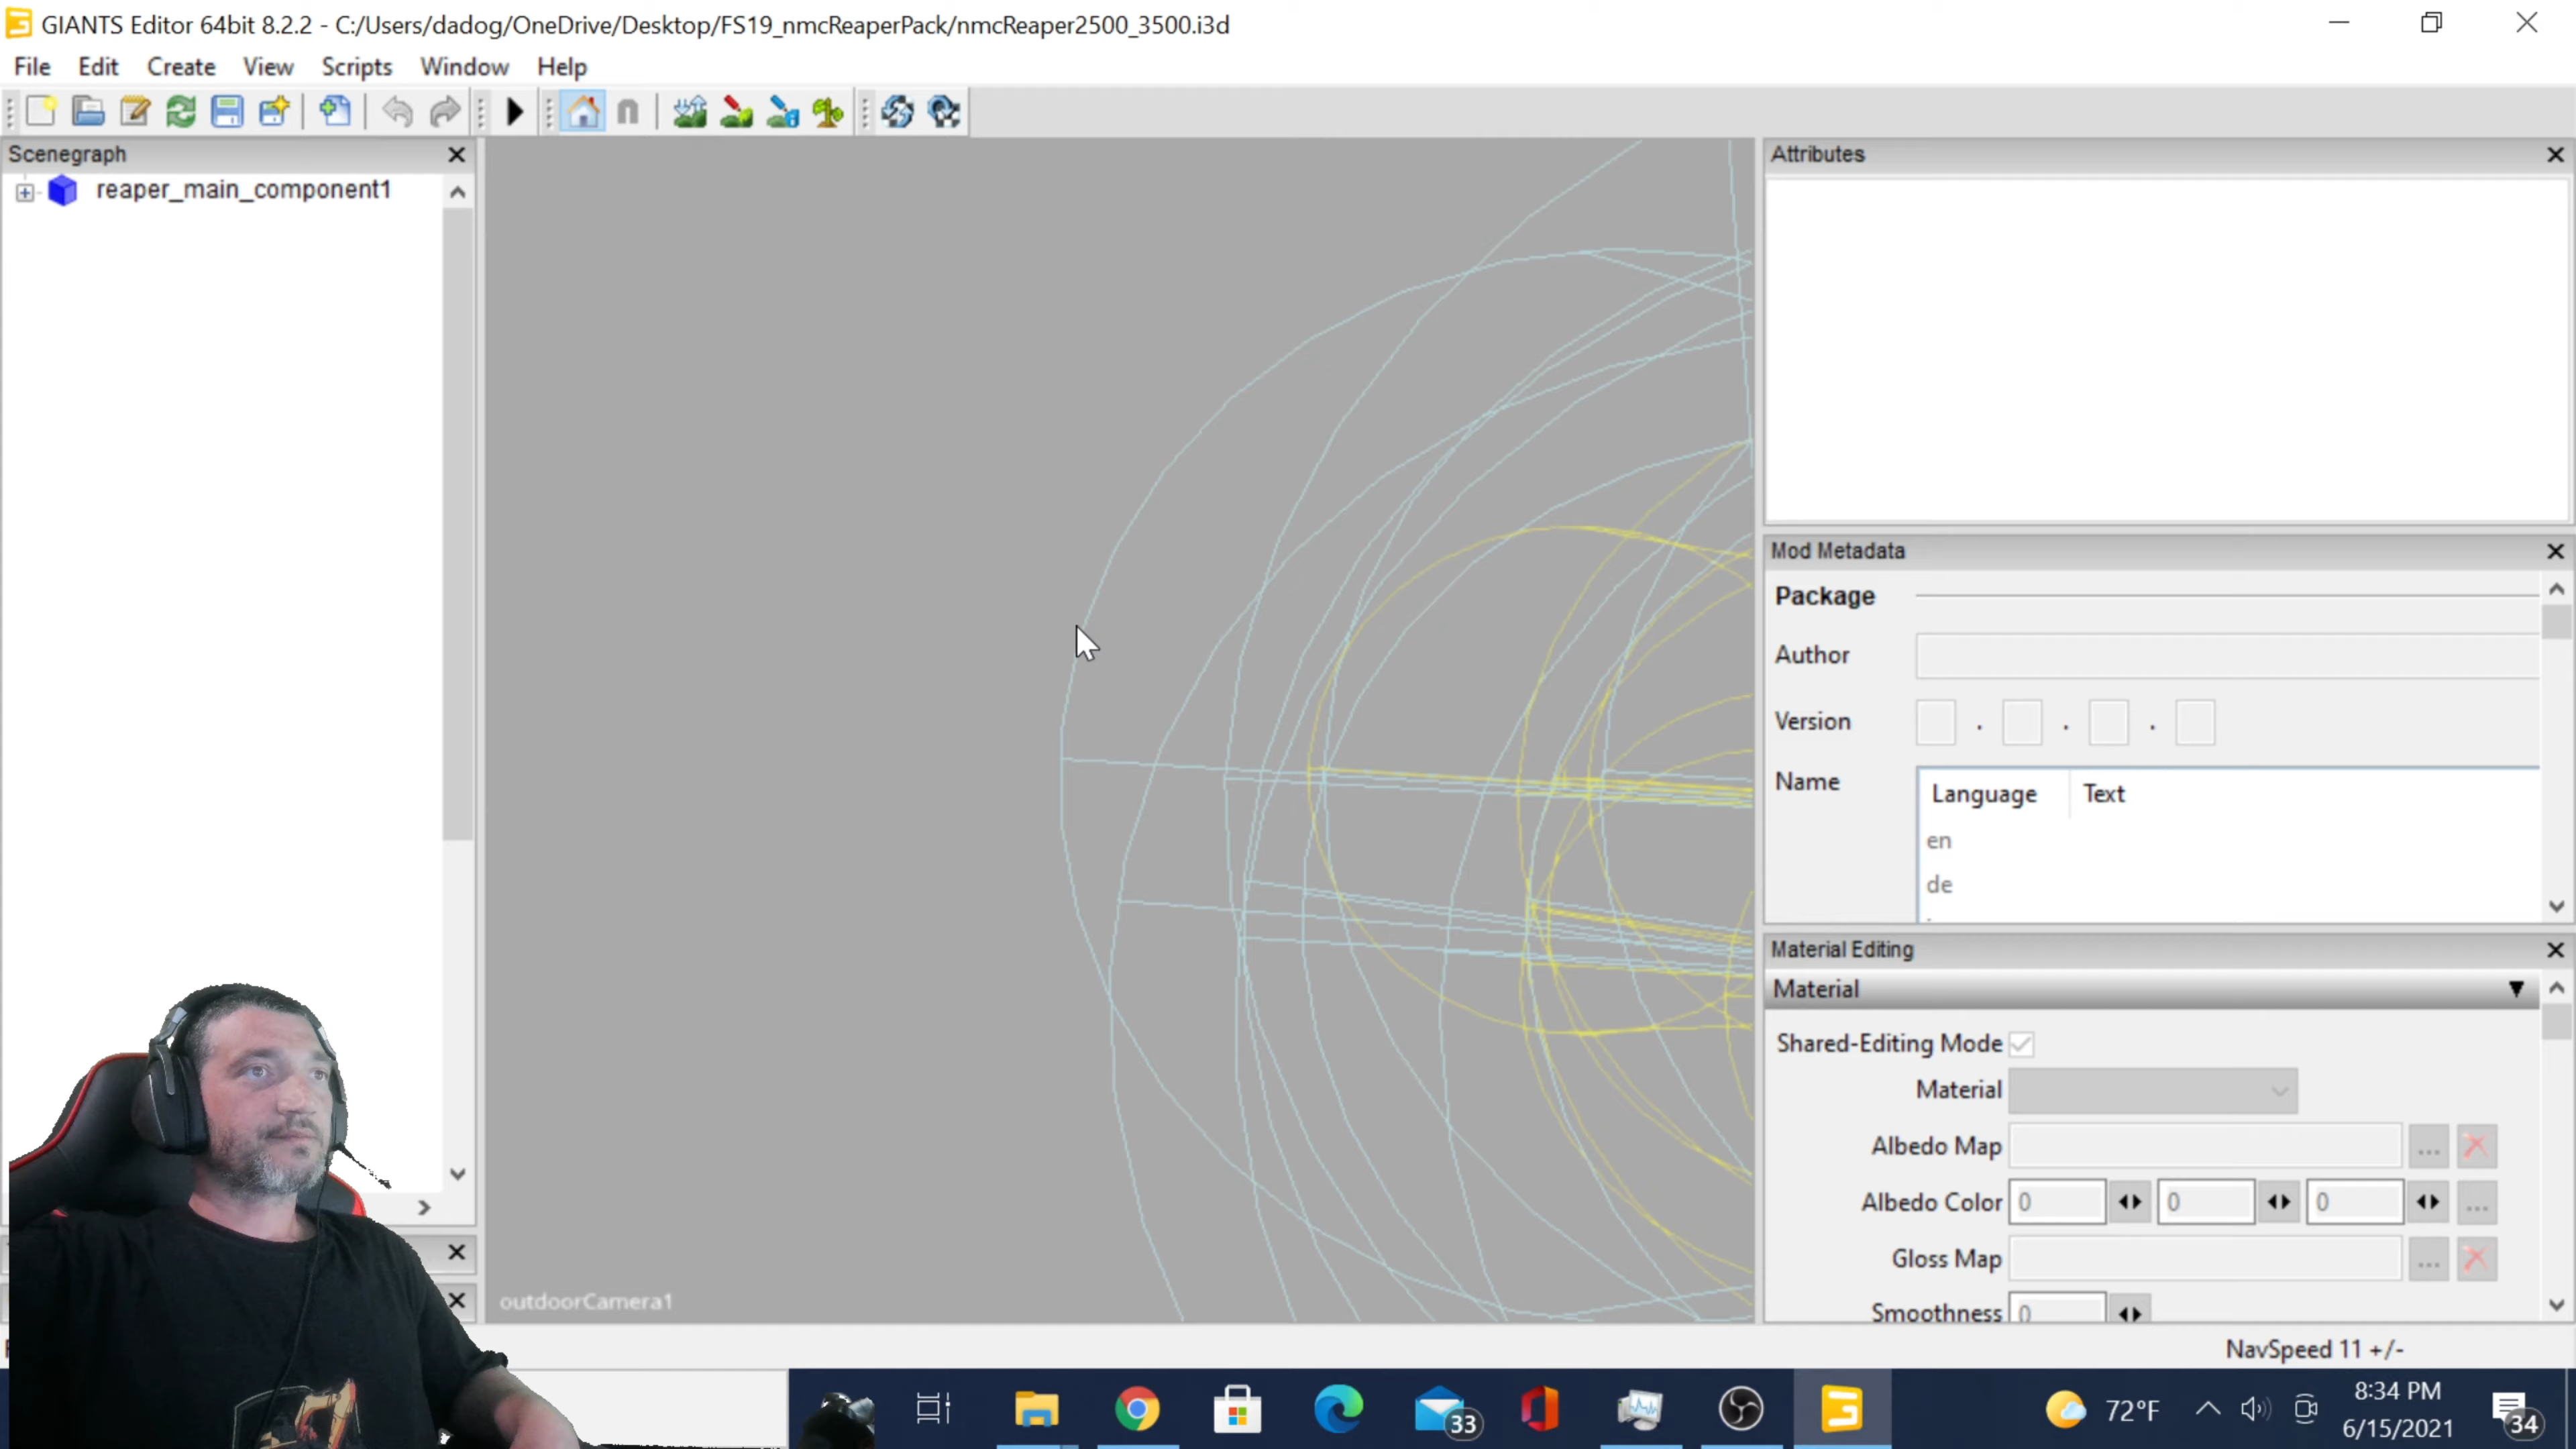 GIANTS Editor 64bit 8.2.2 - C:/Users/dadog/OneDrive/Desktop/FS19_nmcReaperPack/nmcReaper2500_3500.i3d
File Edit Create View Scripts Window Help
Scenegraph
reaper_main_component1
outdoorCamera1
Attributes
Mod Metadata
Package
Author
Version . . .
Name
Language Text
en
de
Material Editing
Material
Shared-Editing Mode
Material
Albedo Map ...
Albedo Color 0 0 0 ...
Gloss Map ...
Smoothness 0
NavSpeed 11 +/-
33
72°F
8:34 PM
6/15/2021
34